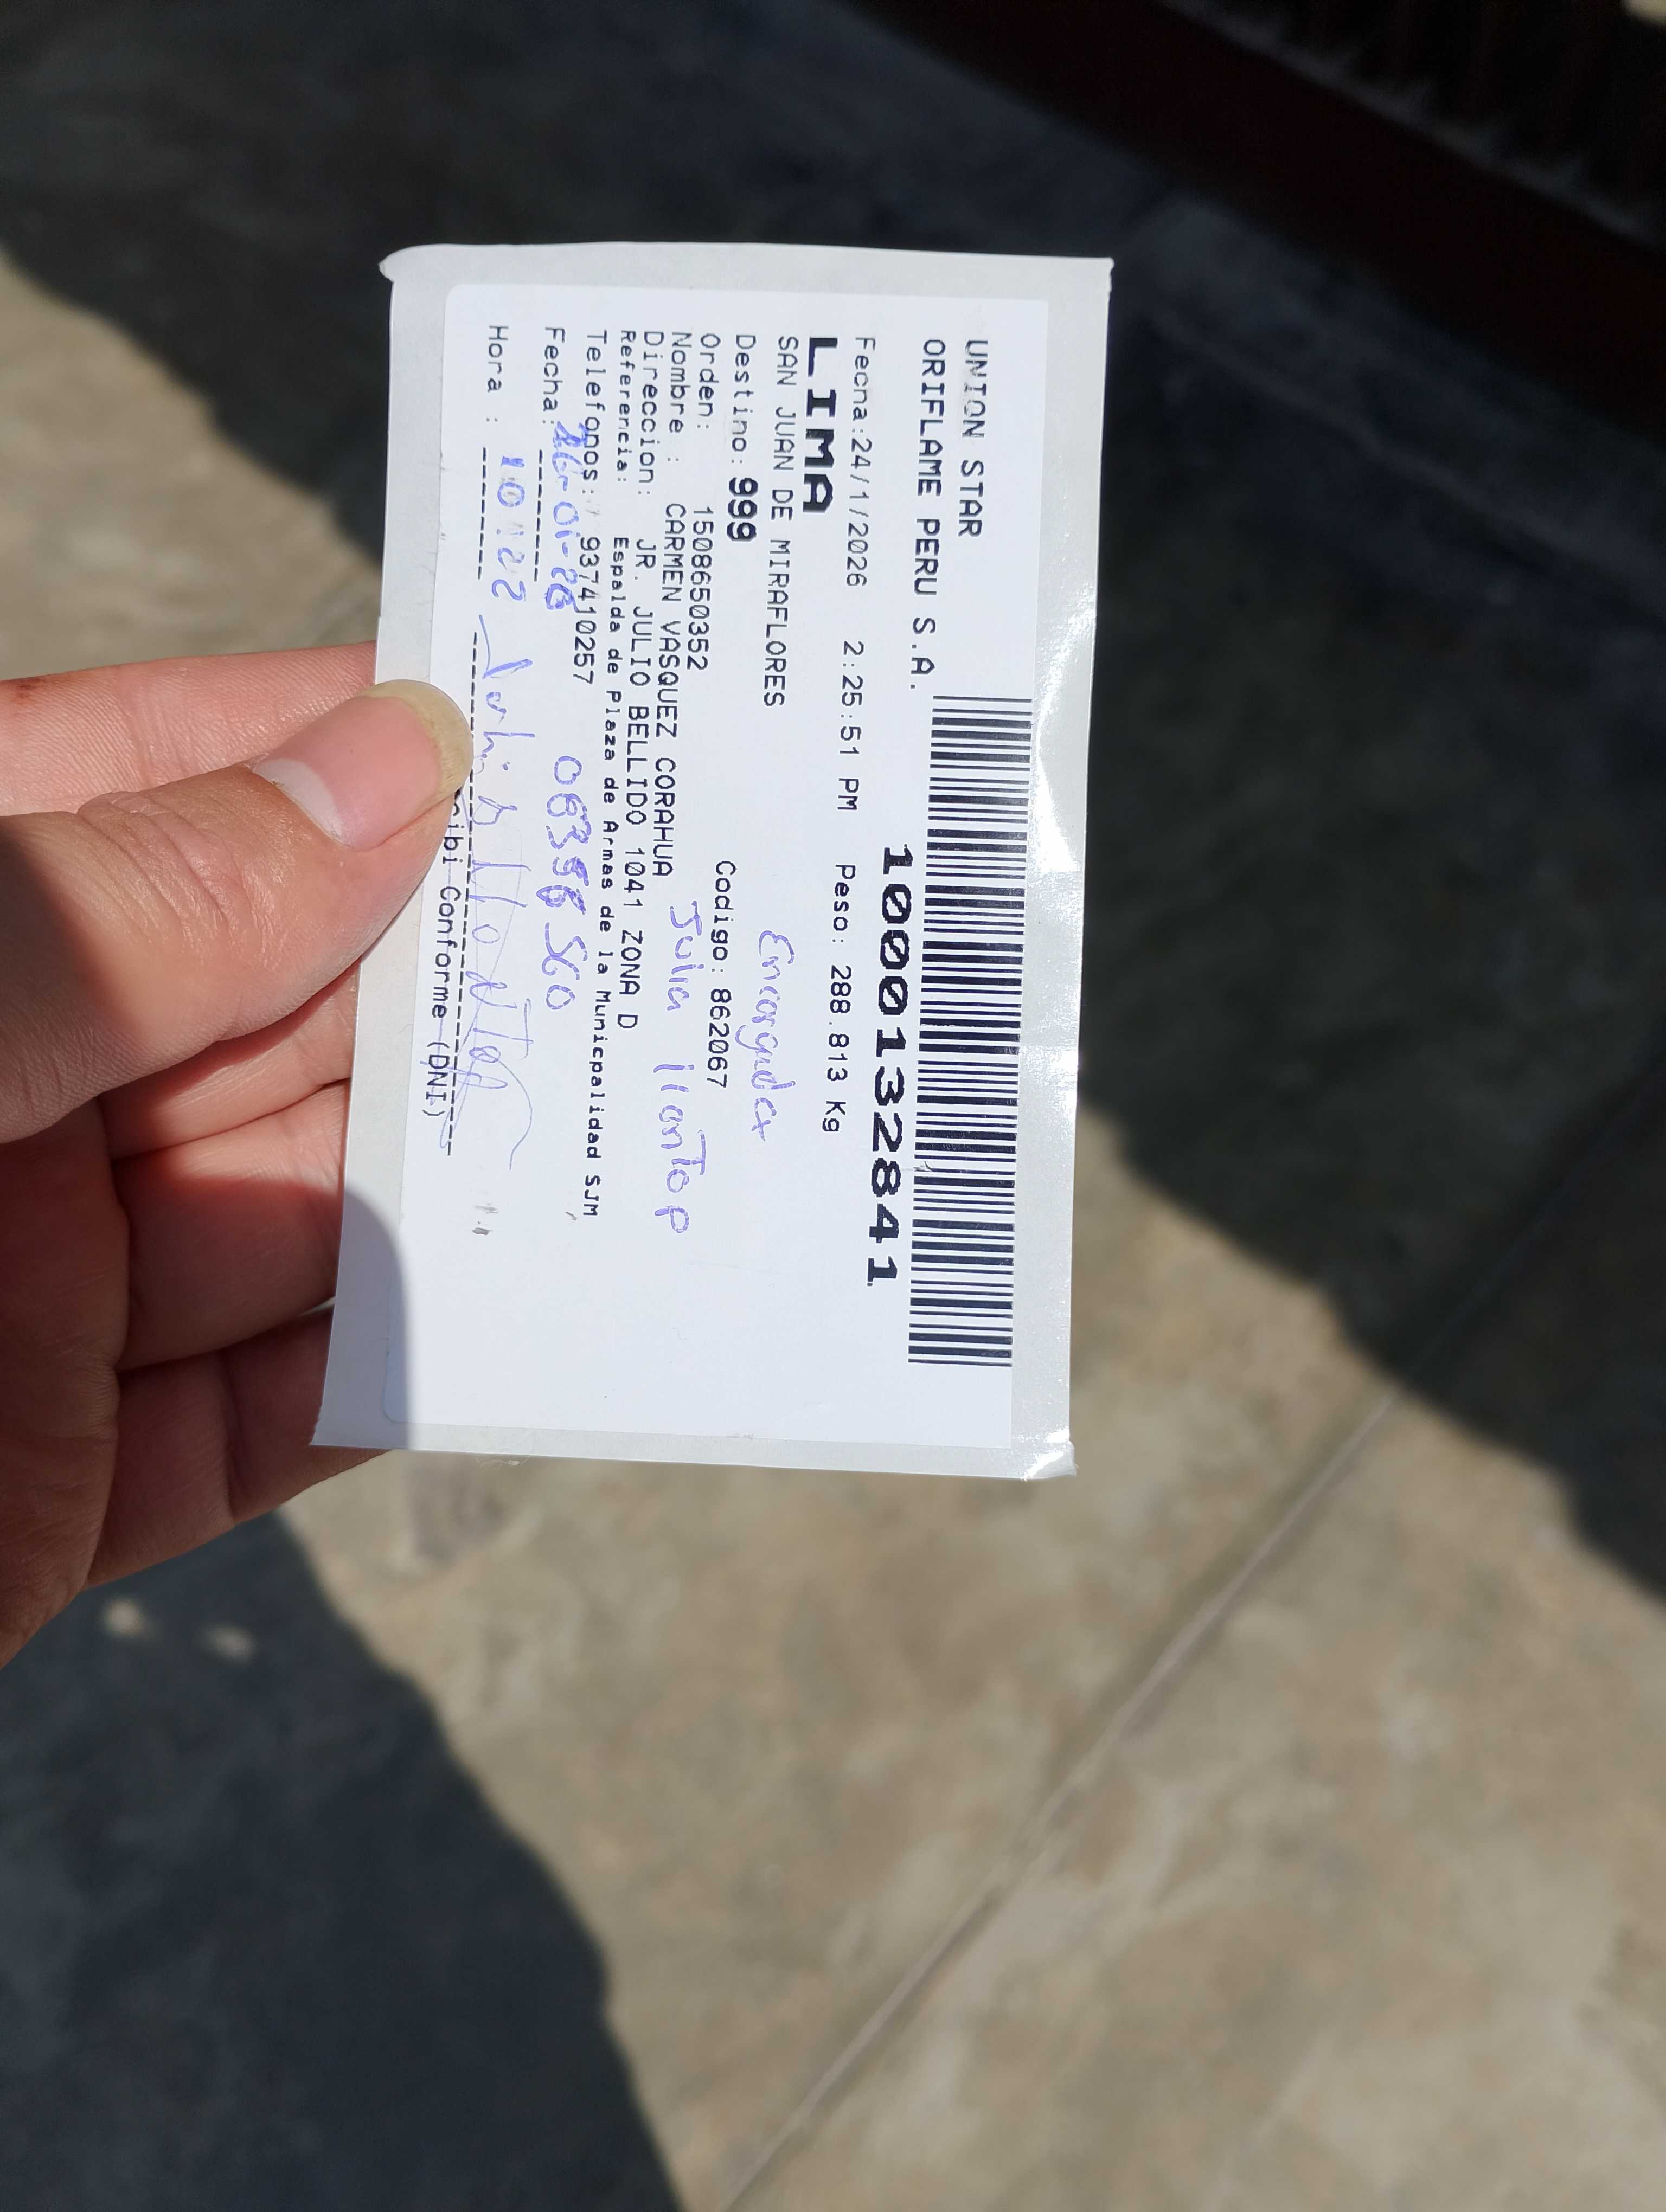 UNION STAR
ORIFLAME PERU S.A.
1000132841
Fecha:24/1/2026 2:25:51 PM Peso: 288.813 Kg
LIMA
SAN JUAN DE MIRAFLORES
Encargada
Destino: 999
Codigo: 862067
Orden: 1508650352
Julia llontop
Nombre : CARMEN VASQUEZ CORAHUA
Direccion: JR. JULIO BELLIDO 1041 ZONA D
Referencia: Espalda de Plaza de Armas de la Municpalidad SJM
Telefonos: 937410257
Fecha:
Hora : 10:22
Conforme (DNI)